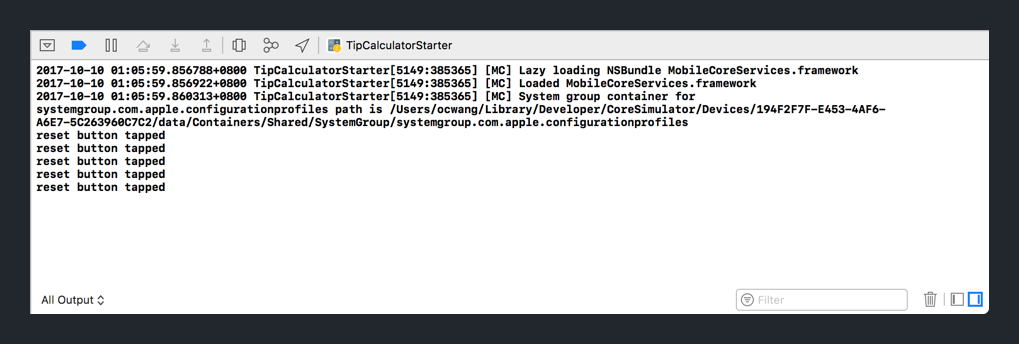 TipCalculatorStarter
2017-10-10 01:05:59.856788+0800 TipCalculatorStarter[5149:385365] [MC] Lazy loading NSBundle MobileCoreServices.framework
2017-10-10 01:05:59.856922+0800 TipCalculatorStarter[5149:385365] [MC] Loaded MobileCoreServices.framework
2017-10-10 01:05:59.860313+0800 TipCalculatorStarter[5149:385365] [MC] System group container for
systemgroup.com.apple.configurationprofiles path is /Users/ocwang/Library/Developer/CoreSimulator/Devices/194F2F7F-E453-4AF6-
A6E7-5C263960C7C2/data/Containers/Shared/SystemGroup/systemgroup.com.apple.configurationprofiles
reset button tapped
reset button tapped
reset button tapped
reset button tapped
reset button tapped
All Output
Filter